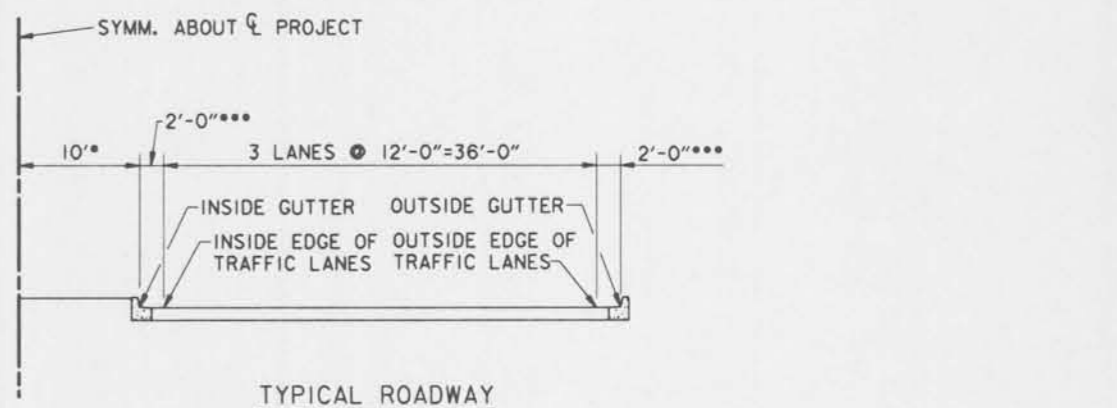 SYMM. ABOUT ℄ PROJECT
2'-0"•••
10'•
3 LANES @ 12'-0"=36'-0"
2'-0"•••
INSIDE GUTTER
OUTSIDE GUTTER
INSIDE EDGE OF
TRAFFIC LANES
OUTSIDE EDGE OF
TRAFFIC LANES
TYPICAL ROADWAY